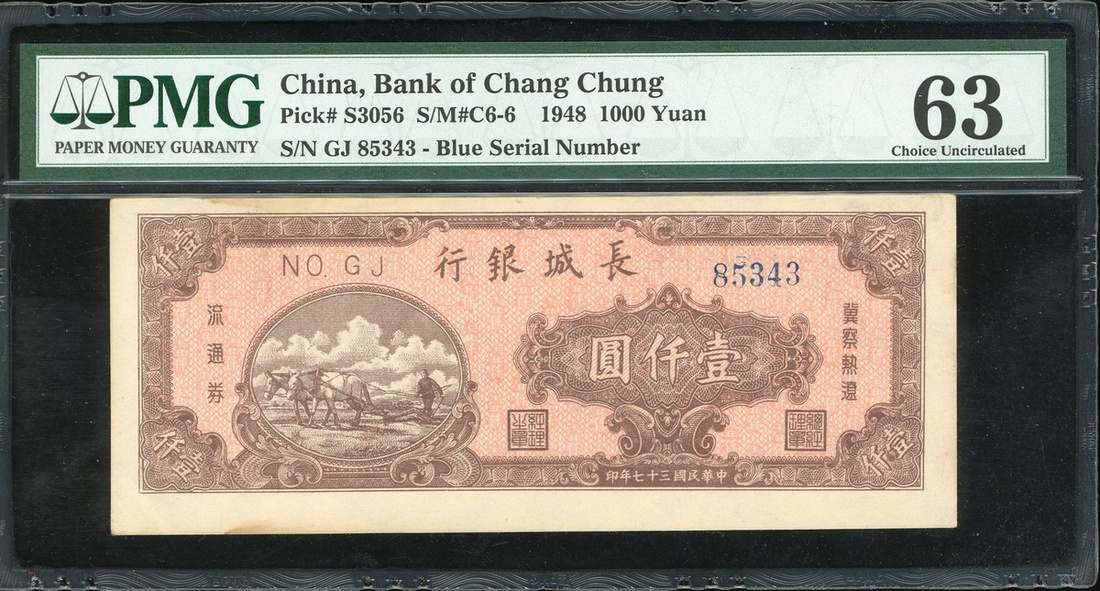 PMG
PAPER MONEY GUARANTY
China, Bank of Chang Chung
Pick# S3056 S/M#C6-6 1948 1000 Yuan
S/N GJ 85343 - Blue Serial Number
63
Choice Uncirculated
仟壹
壹仟
行銀城長
NO. GJ
85343
冀察熱遼
流通券
圓仟壹
印年七十三國民華中
仟壹
壹仟